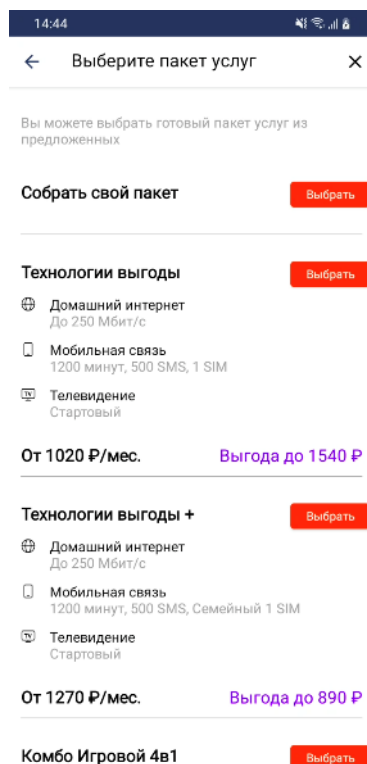 14:44
Выберите пакет услуг
Вы можете выбрать готовый пакет услуг из
предложенных
Собрать свой пакет
Выбрать
Технологии выгоды
Выбрать
Домашний интернет
До 250 Мбит/с
Мобильная связь
1200 минут, 500 SMS, 1 SIM
TV
Телевидение
Стартовый
От 1020 ₽/мес.
Выгода до 1540 ₽
Технологии выгоды +
Выбрать
Домашний интернет
До 250 Мбит/с
Мобильная связь
1200 минут, 500 SMS, Семейный 1 SIM
TV
Телевидение
Стартовый
От 1270 ₽/мес.
Выгода до 890 ₽
Комбо Игровой 4в1
Выбрать